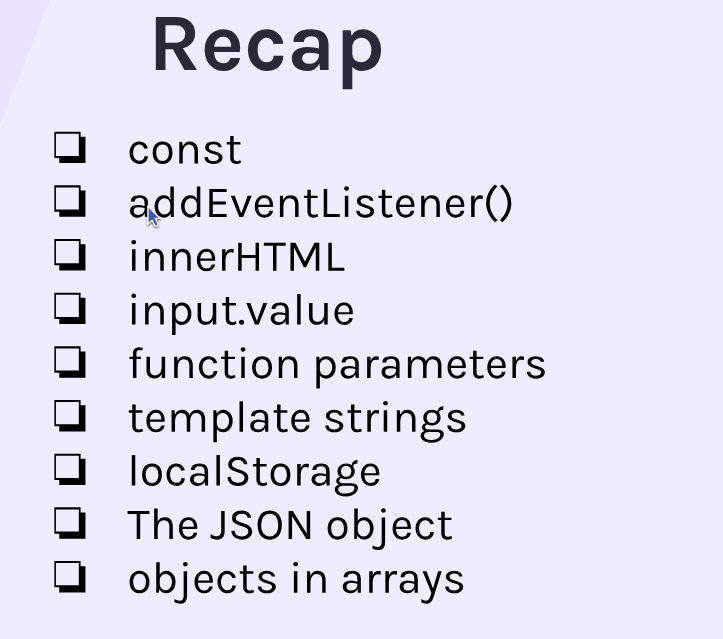 Recap
❏ const
❏ addEventListener()
❏ innerHTML
❏ input.value
❏ function parameters
❏ template strings
❏ localStorage
❏ The JSON object
❏ objects in arrays